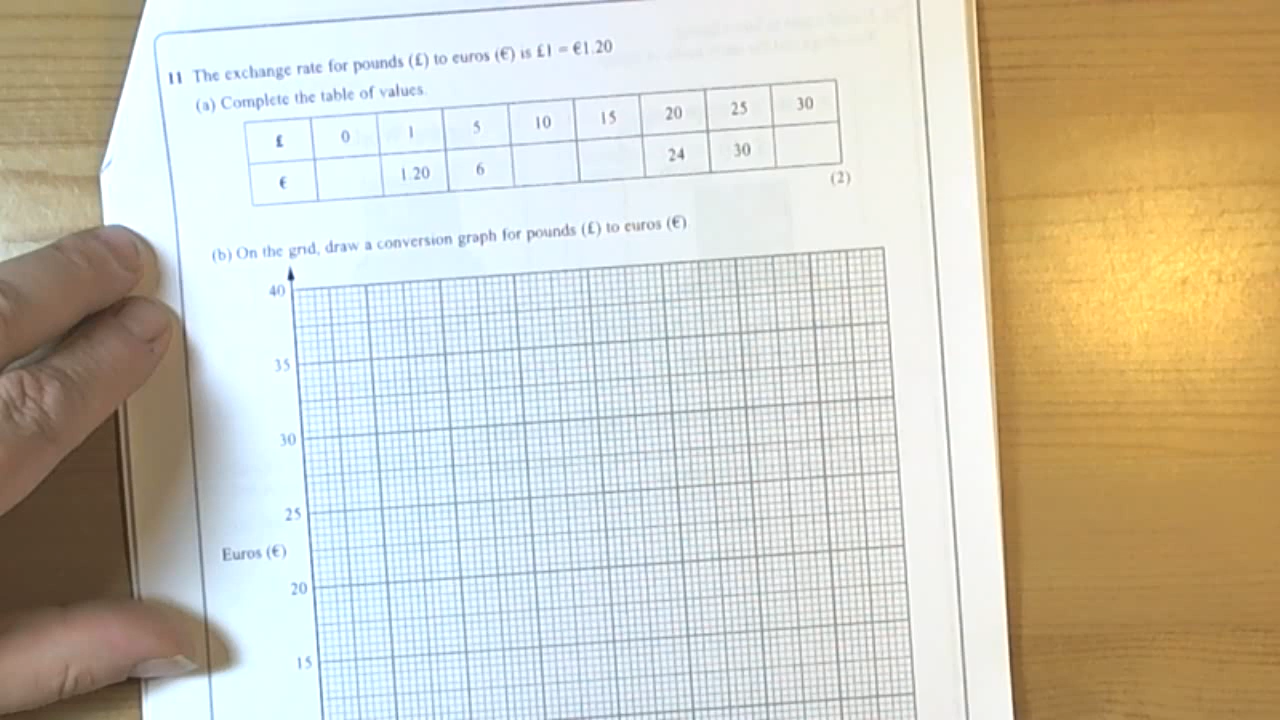 11 The exchange rate for pounds (£) to euros (€) is £1 = €1.20
(a) Complete the table of values.
£ 0 1 5 10 15 20 25 30
€ 1.20 6 24 30
(2)
(b) On the grid, draw a conversion graph for pounds (£) to euros (€)
40
35
30
25
Euros (€)
20
15